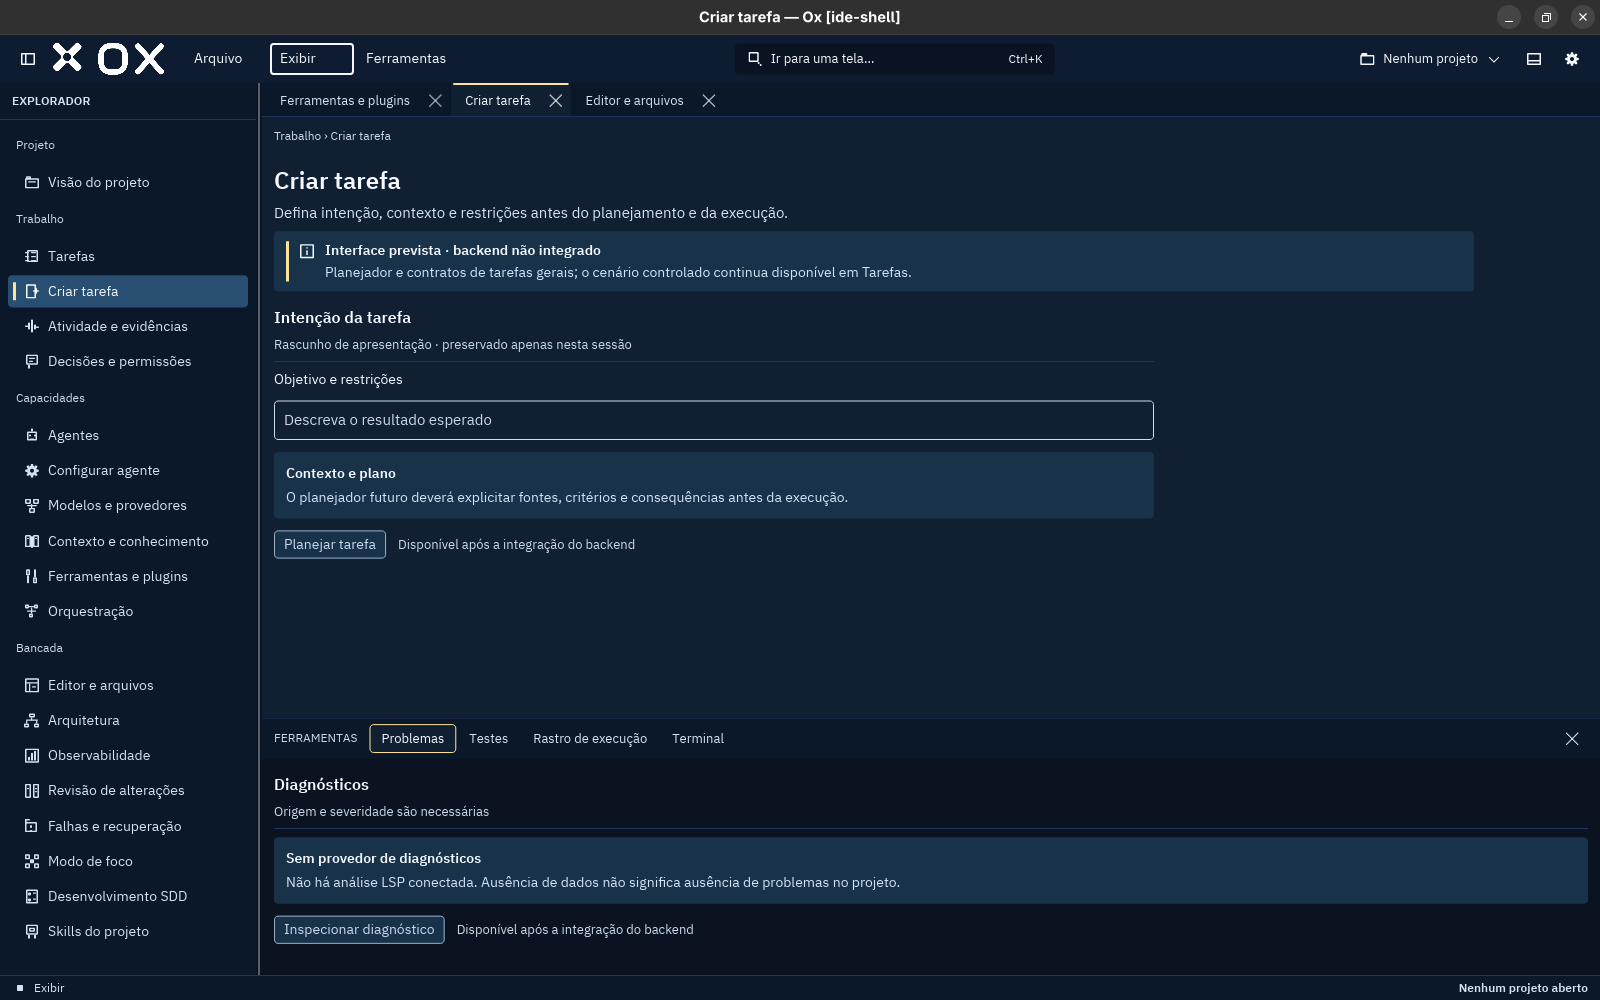 Criar tarefa — Ox [ide-shell]
OX
Arquivo
Exibir
Ferramentas
Ir para uma tela...
Ctrl+K
Nenhum projeto
EXPLORADOR
Projeto
Visão do projeto
Trabalho
Tarefas
Criar tarefa
Atividade e evidências
Decisões e permissões
Capacidades
Agentes
Configurar agente
Modelos e provedores
Contexto e conhecimento
Ferramentas e plugins
Orquestração
Bancada
Editor e arquivos
Arquitetura
Observabilidade
Revisão de alterações
Falhas e recuperação
Modo de foco
Desenvolvimento SDD
Skills do projeto
Ferramentas e plugins
Criar tarefa
Editor e arquivos
Trabalho › Criar tarefa
Criar tarefa
Defina intenção, contexto e restrições antes do planejamento e da execução.
Interface prevista · backend não integrado
Planejador e contratos de tarefas gerais; o cenário controlado continua disponível em Tarefas.
Intenção da tarefa
Rascunho de apresentação · preservado apenas nesta sessão
Objetivo e restrições
Descreva o resultado esperado
Contexto e plano
O planejador futuro deverá explicitar fontes, critérios e consequências antes da execução.
Planejar tarefa
Disponível após a integração do backend
FERRAMENTAS
Problemas
Testes
Rastro de execução
Terminal
Diagnósticos
Origem e severidade são necessárias
Sem provedor de diagnósticos
Não há análise LSP conectada. Ausência de dados não significa ausência de problemas no projeto.
Inspecionar diagnóstico
Disponível após a integração do backend
Exibir
Nenhum projeto aberto